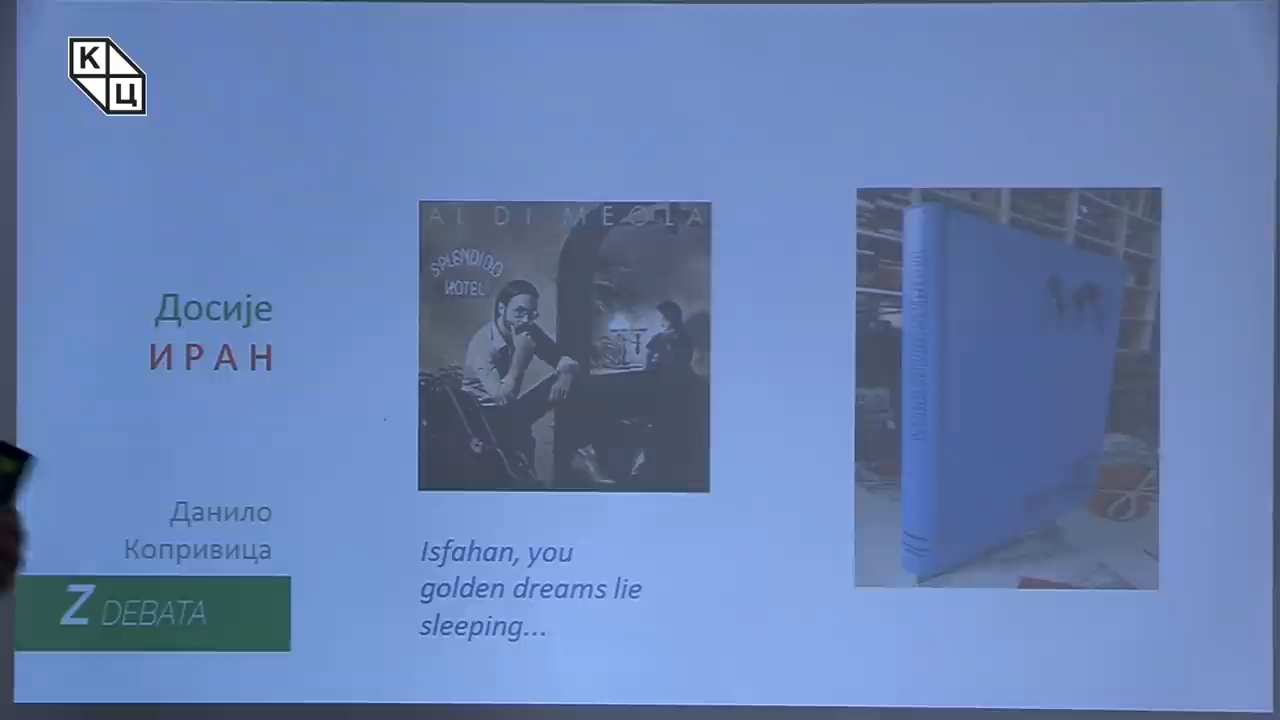 К
Ц
Досије
ИРАН
Данило
Копривица
Z DEBATA
AL DI MEOLA
SPLENDIDO
HOTEL
Isfahan, you
golden dreams lie
sleeping...